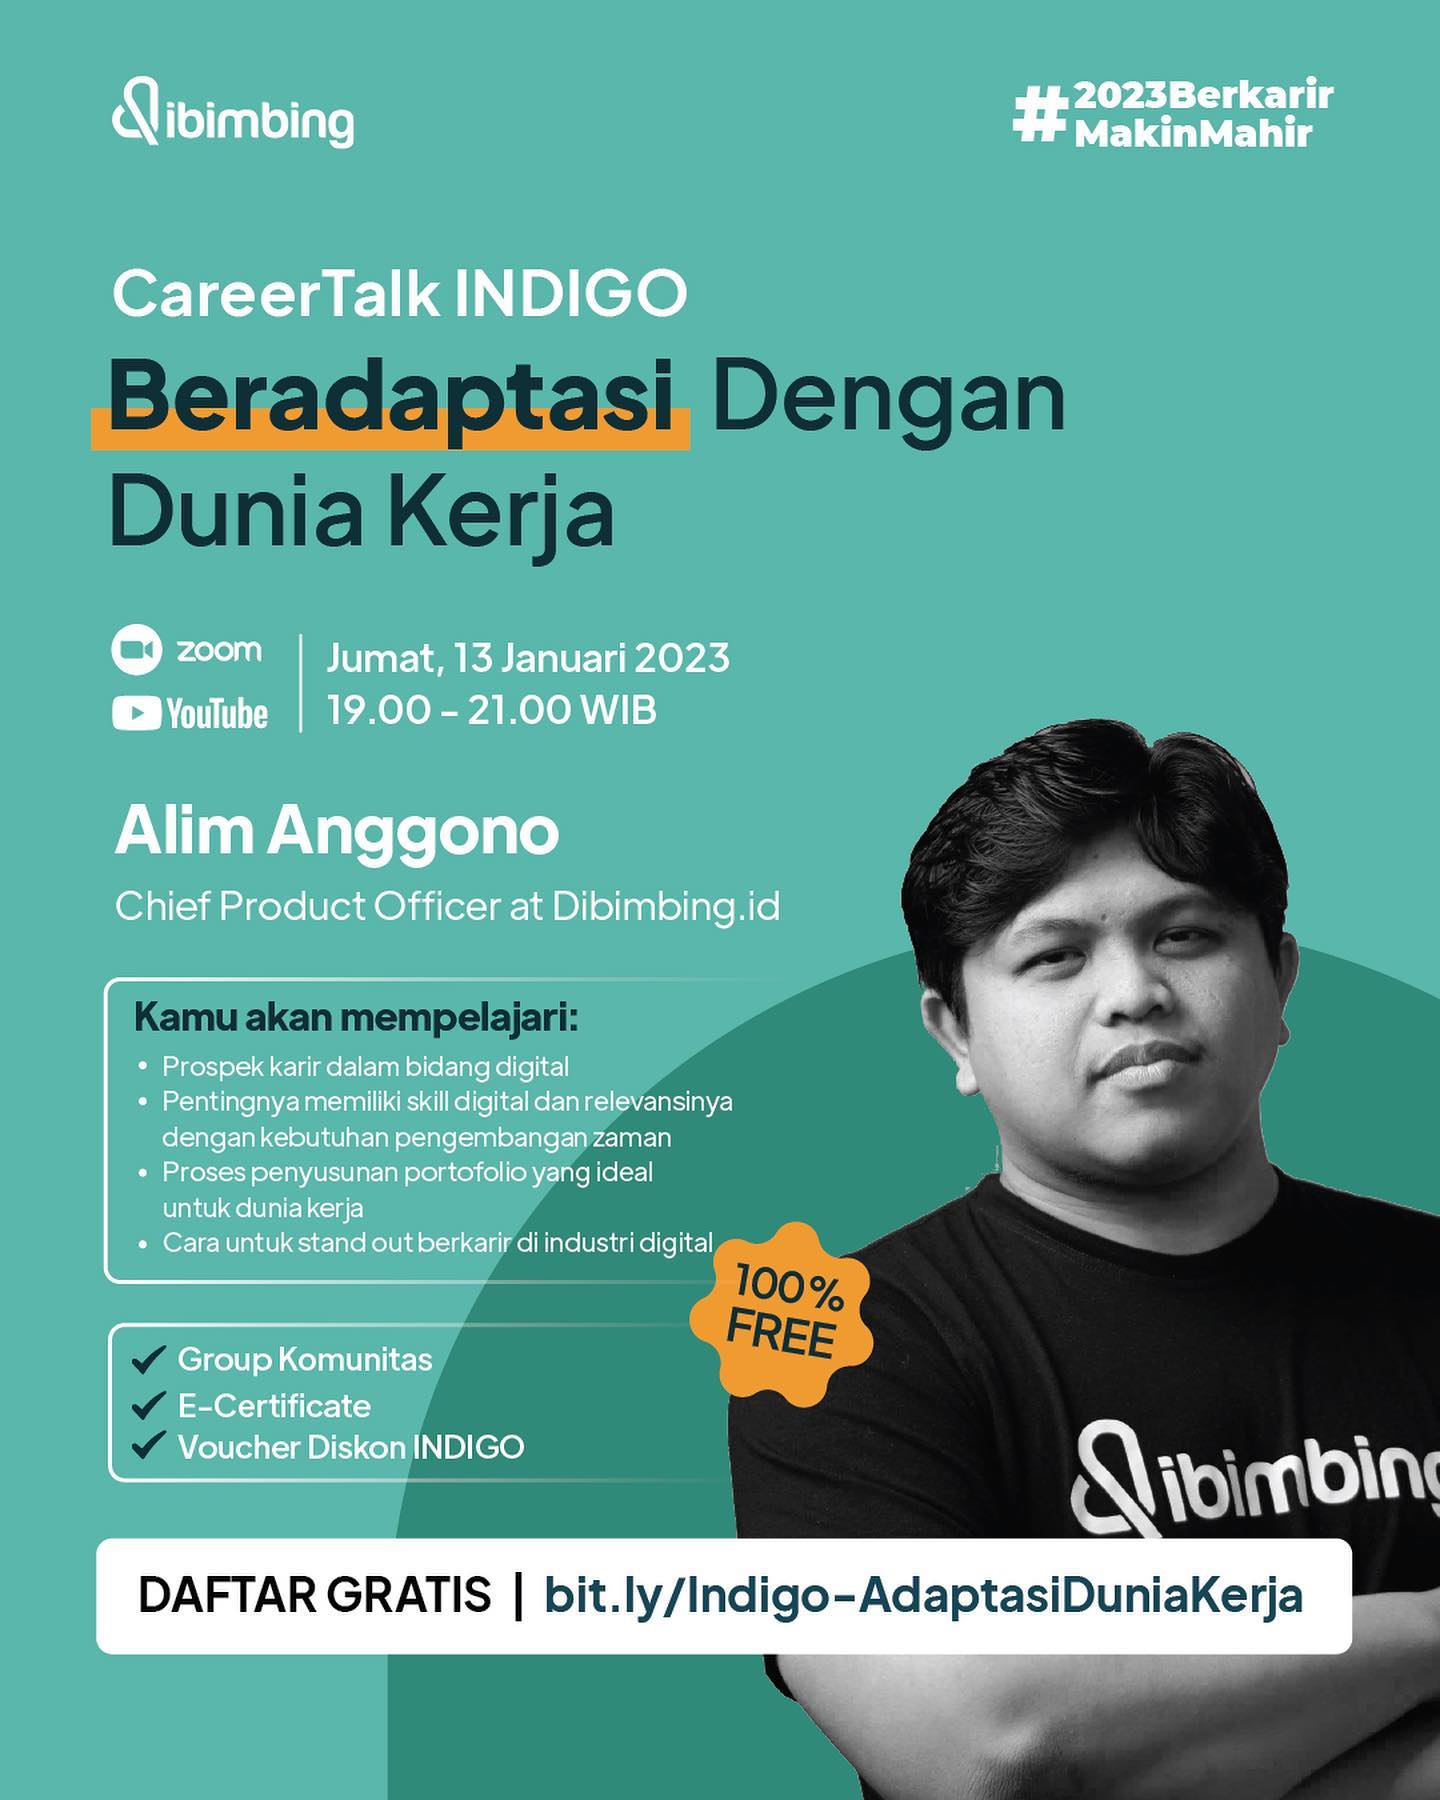 dibimbing
#2023Berkarir
MakinMahir
CareerTalk INDIGO
Beradaptasi Dengan
Dunia Kerja
zoom
YouTube
Jumat, 13 Januari 2023
19.00 – 21.00 WIB
Alim Anggono
Chief Product Officer at Dibimbing.id
Kamu akan mempelajari:
• Prospek karir dalam bidang digital
• Pentingnya memiliki skill digital dan relevansinya
dengan kebutuhan pengembangan zaman
• Proses penyusunan portofolio yang ideal
untuk dunia kerja
• Cara untuk stand out berkarir di industri digital
100%
FREE
Group Komunitas
E-Certificate
Voucher Diskon INDIGO
dibimbing
DAFTAR GRATIS | bit.ly/Indigo-AdaptasiDuniaKerja